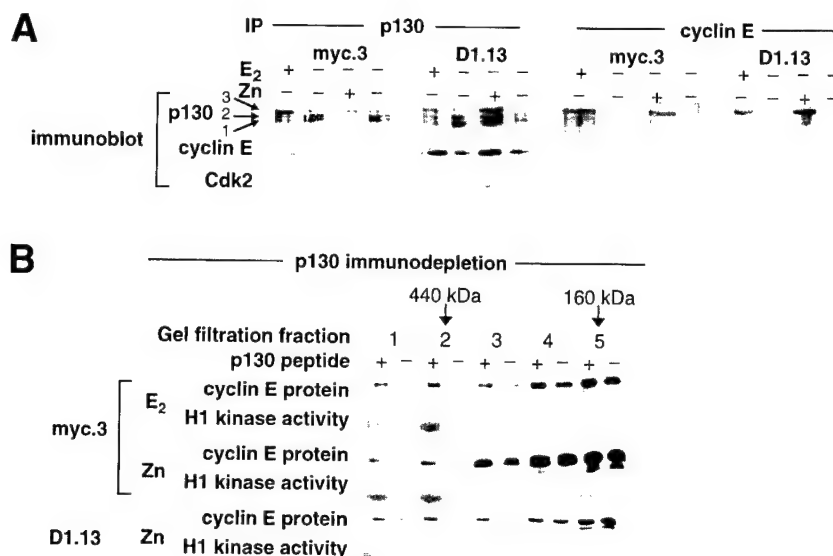 A
IP p130 cyclin E
myc.3 D1.13 myc.3 D1.13
E2 + − − − + − − − + − − − + − − −
Zn − − + − − − + − − − + − − − + −
3
immunoblot p130 2
1
cyclin E
Cdk2
B
p130 immunodepletion
440 kDa 160 kDa
Gel filtration fraction 1 2 3 4 5
p130 peptide + − + − + − + − + −
myc.3 E2 cyclin E protein
H1 kinase activity
Zn cyclin E protein
H1 kinase activity
D1.13 Zn cyclin E protein
H1 kinase activity